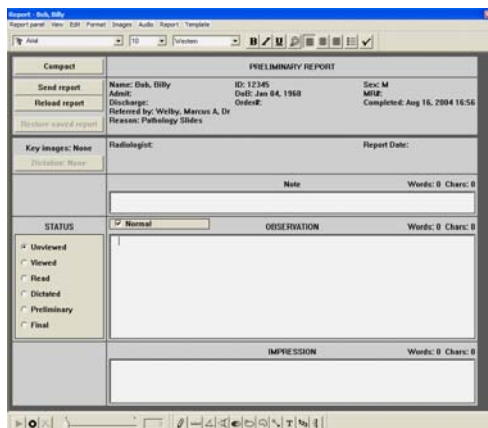 Report - Bob, Billy
Report panel View Edit Format Images Audio Report Template
Arial 10 Western B I U
Compact PRELIMINARY REPORT
Send report
Reload report
Restore saved report
Name: Bob, Billy ID: 12345 Sex: M
Admit: DoB: Jan 04, 1968 MR#:
Discharge: Order#: Completed: Aug 16, 2004 16:56
Referred by: Welby, Marcus A, Dr
Reason: Pathology Slides
Key images: None Radiologist: Report Date:
Dictation: None
Note Words: 0 Chars: 0
STATUS Normal OBSERVATION Words: 0 Chars: 0
Unviewed
Viewed
Read
Dictated
Preliminary
Final
IMPRESSION Words: 0 Chars: 0
T